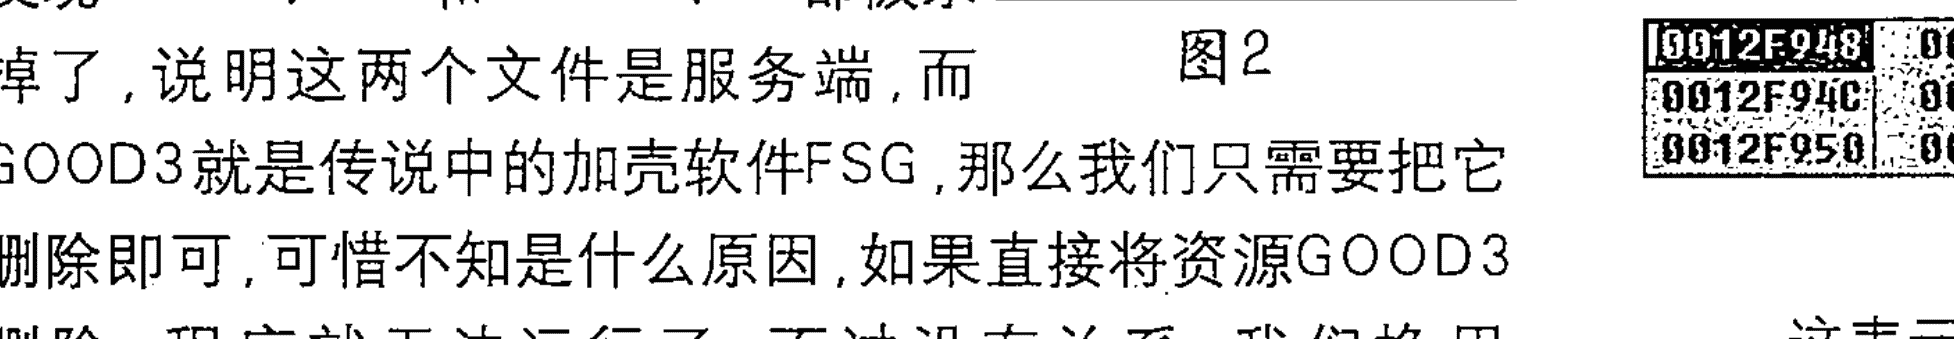 掉了,说明这两个文件是服务端,而
GOOD3就是传说中的加壳软件FSG,那么我们只需要把它
删除即可,可惜不知是什么原因,如果直接将资源GOOD3
图2
0012F948
0012F94C
0012F950